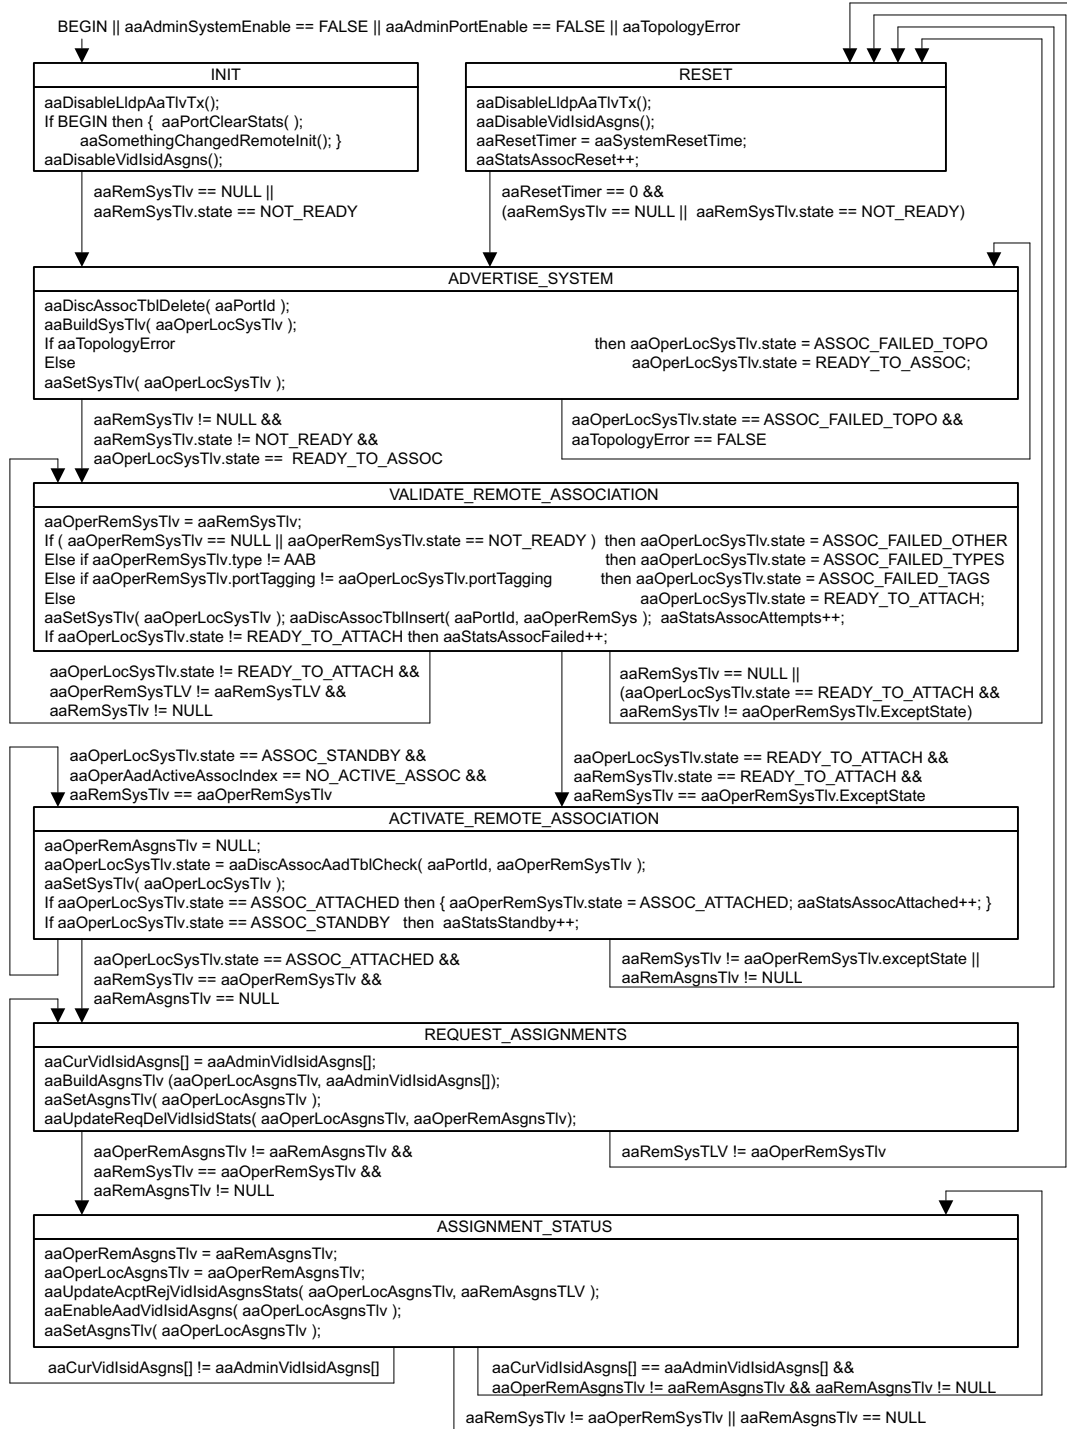 BEGIN || aaAdminSystemEnable == FALSE || aaAdminPortEnable == FALSE || aaTopologyError
INIT
aaDisableLldpAaTlvTx();
If BEGIN then { aaPortClearStats( );
aaSomethingChangedRemoteInit(); }
aaDisableVidIsidAsgns();
RESET
aaDisableLldpAaTlvTx();
aaDisableVidIsidAsgns();
aaResetTimer = aaSystemResetTime;
aaStatsAssocReset++;
aaRemSysTlv == NULL ||
aaRemSysTlv.state == NOT_READY
aaResetTimer == 0 &&
(aaRemSysTlv == NULL || aaRemSysTlv.state == NOT_READY)
ADVERTISE_SYSTEM
aaDiscAssocTblDelete( aaPortId );
aaBuildSysTlv( aaOperLocSysTlv );
If aaTopologyError then aaOperLocSysTlv.state = ASSOC_FAILED_TOPO
Else aaOperLocSysTlv.state = READY_TO_ASSOC;
aaSetSysTlv( aaOperLocSysTlv );
aaRemSysTlv != NULL &&
aaRemSysTlv.state != NOT_READY &&
aaOperLocSysTlv.state == READY_TO_ASSOC
aaOperLocSysTlv.state == ASSOC_FAILED_TOPO &&
aaTopologyError == FALSE
VALIDATE_REMOTE_ASSOCIATION
aaOperRemSysTlv = aaRemSysTlv;
If ( aaOperRemSysTlv == NULL || aaOperRemSysTlv.state == NOT_READY ) then aaOperLocSysTlv.state = ASSOC_FAILED_OTHER
Else if aaOperRemSysTlv.type != AAB then aaOperLocSysTlv.state = ASSOC_FAILED_TYPES
Else if aaOperRemSysTlv.portTagging != aaOperLocSysTlv.portTagging then aaOperLocSysTlv.state = ASSOC_FAILED_TAGS
Else aaOperLocSysTlv.state = READY_TO_ATTACH;
aaSetSysTlv( aaOperLocSysTlv ); aaDiscAssocTblInsert( aaPortId, aaOperRemSys ); aaStatsAssocAttempts++;
If aaOperLocSysTlv.state != READY_TO_ATTACH then aaStatsAssocFailed++;
aaOperLocSysTlv.state != READY_TO_ATTACH &&
aaOperRemSysTLV != aaRemSysTLV &&
aaRemSysTlv != NULL
aaRemSysTlv == NULL ||
(aaOperLocSysTlv.state == READY_TO_ATTACH &&
aaRemSysTlv != aaOperRemSysTlv.ExceptState)
aaOperLocSysTlv.state == ASSOC_STANDBY &&
aaOperAadActiveAssocIndex == NO_ACTIVE_ASSOC &&
aaRemSysTlv == aaOperRemSysTlv
aaOperLocSysTlv.state == READY_TO_ATTACH &&
aaRemSysTlv.state == READY_TO_ATTACH &&
aaRemSysTlv == aaOperRemSysTlv.ExceptState
ACTIVATE_REMOTE_ASSOCIATION
aaOperRemAsgnsTlv = NULL;
aaOperLocSysTlv.state = aaDiscAssocAadTblCheck( aaPortId, aaOperRemSysTlv );
aaSetSysTlv( aaOperLocSysTlv );
If aaOperLocSysTlv.state == ASSOC_ATTACHED then { aaOperRemSysTlv.state = ASSOC_ATTACHED; aaStatsAssocAttached++; }
If aaOperLocSysTlv.state == ASSOC_STANDBY then aaStatsStandby++;
aaOperLocSysTlv.state == ASSOC_ATTACHED &&
aaRemSysTlv == aaOperRemSysTlv &&
aaRemAsgnsTlv == NULL
aaRemSysTlv != aaOperRemSysTlv.exceptState ||
aaRemAsgnsTlv != NULL
REQUEST_ASSIGNMENTS
aaCurVidIsidAsgns[] = aaAdminVidIsidAsgns[];
aaBuildAsgnsTlv (aaOperLocAsgnsTlv, aaAdminVidIsidAsgns[]);
aaSetAsgnsTlv( aaOperLocAsgnsTlv );
aaUpdateReqDelVidIsidStats( aaOperLocAsgnsTlv, aaOperRemAsgnsTlv);
aaOperRemAsgnsTlv != aaRemAsgnsTlv &&
aaRemSysTlv == aaOperRemSysTlv &&
aaRemAsgnsTlv != NULL
aaRemSysTLV != aaOperRemSysTlv
ASSIGNMENT_STATUS
aaOperRemAsgnsTlv = aaRemAsgnsTlv;
aaOperLocAsgnsTlv = aaOperRemAsgnsTlv;
aaUpdateAcptRejVidIsidAsgnsStats( aaOperLocAsgnsTlv, aaRemAsgnsTLV );
aaEnableAadVidIsidAsgns( aaOperLocAsgnsTlv );
aaSetAsgnsTlv( aaOperLocAsgnsTlv );
aaCurVidIsidAsgns[] != aaAdminVidIsidAsgns[]
aaCurVidIsidAsgns[] == aaAdminVidIsidAsgns[] &&
aaOperRemAsgnsTlv != aaRemAsgnsTlv && aaRemAsgnsTlv != NULL
aaRemSysTlv != aaOperRemSysTlv || aaRemAsgnsTlv == NULL